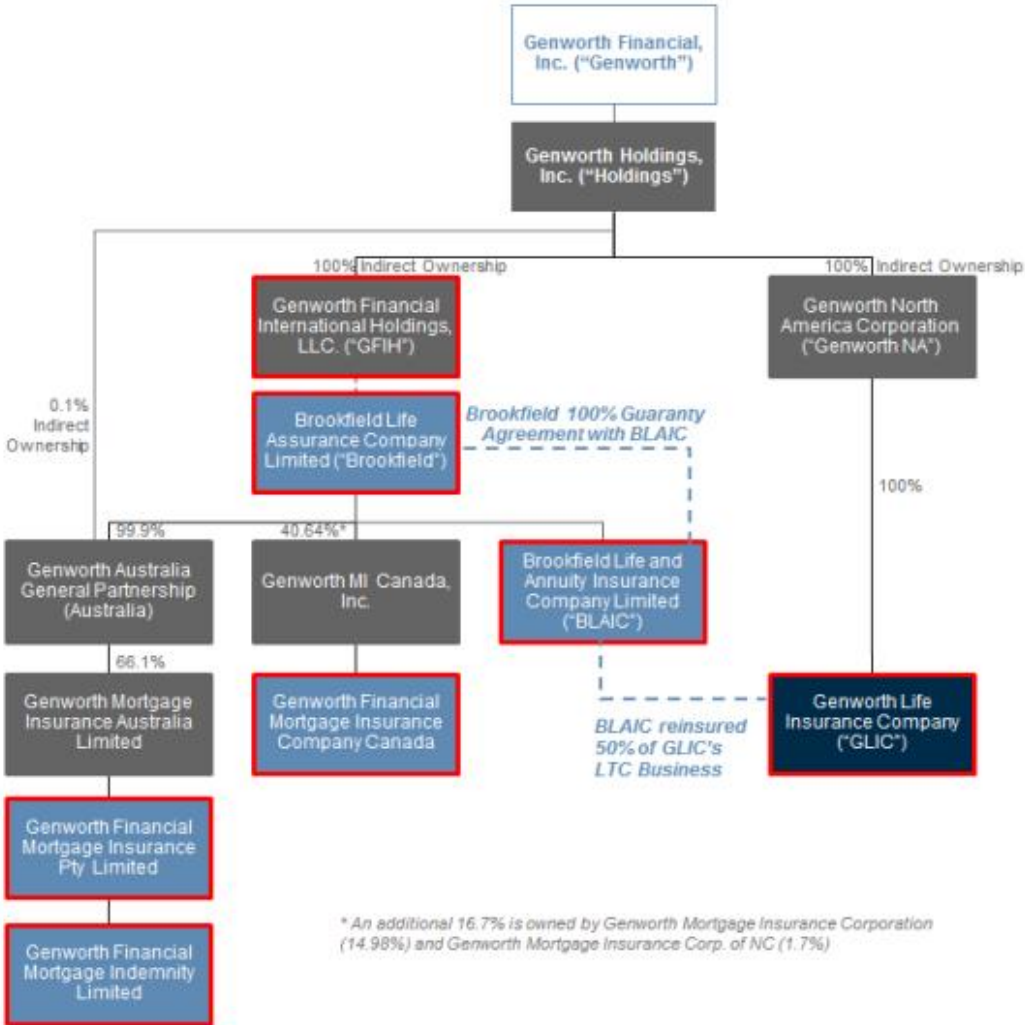 Genworth Financial,
Inc. ("Genworth")
Genworth Holdings,
Inc. ("Holdings")
100% Indirect Ownership
100% Indirect Ownership
Genworth Financial
International Holdings,
LLC. ("GFIH")
Genworth North
America Corporation
("Genworth NA")
0.1%
Indirect
Ownership
Brookfield Life
Assurance Company
Limited ("Brookfield")
Brookfield 100% Guaranty
Agreement with BLAIC
100%
99.9%
40.64%*
Genworth Australia
General Partnership
(Australia)
Genworth MI Canada,
Inc.
Brookfield Life and
Annuity Insurance
Company Limited
("BLAIC")
66.1%
Genworth Mortgage
Insurance Australia
Limited
Genworth Financial
Mortgage Insurance
Company Canada
BLAIC reinsured
50% of GLIC's
LTC Business
Genworth Life
Insurance Company
("GLIC")
Genworth Financial
Mortgage Insurance
Pty Limited
Genworth Financial
Mortgage Indemnity
Limited
* An additional 16.7% is owned by Genworth Mortgage Insurance Corporation
(14.98%) and Genworth Mortgage Insurance Corp. of NC (1.7%)